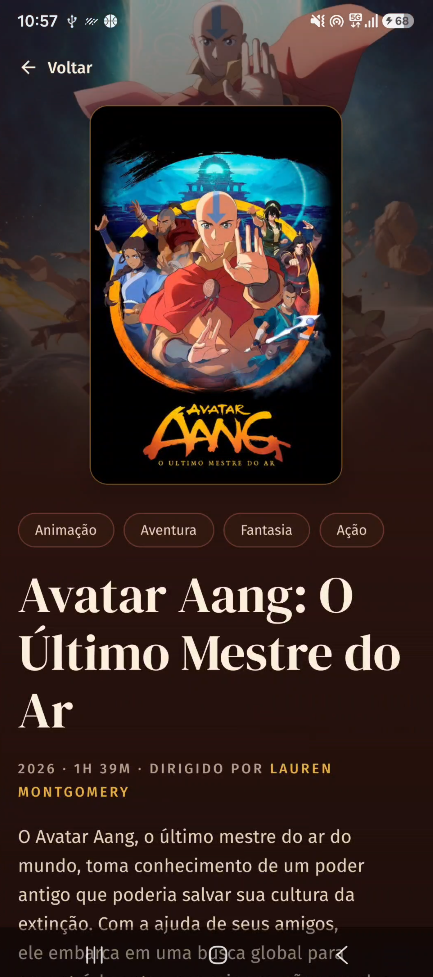 10:57
5G
68
Voltar
AVATAR
AANG
O ÚLTIMO MESTRE DO AR
Animação
Aventura
Fantasia
Ação
Avatar Aang: O
Último Mestre do
Ar
2026 · 1H 39M · DIRIGIDO POR LAUREN
MONTGOMERY
O Avatar Aang, o último mestre do ar do
mundo, toma conhecimento de um poder
antigo que poderia salvar sua cultura da
extinção. Com a ajuda de seus amigos,
ele embarca em uma busca global para